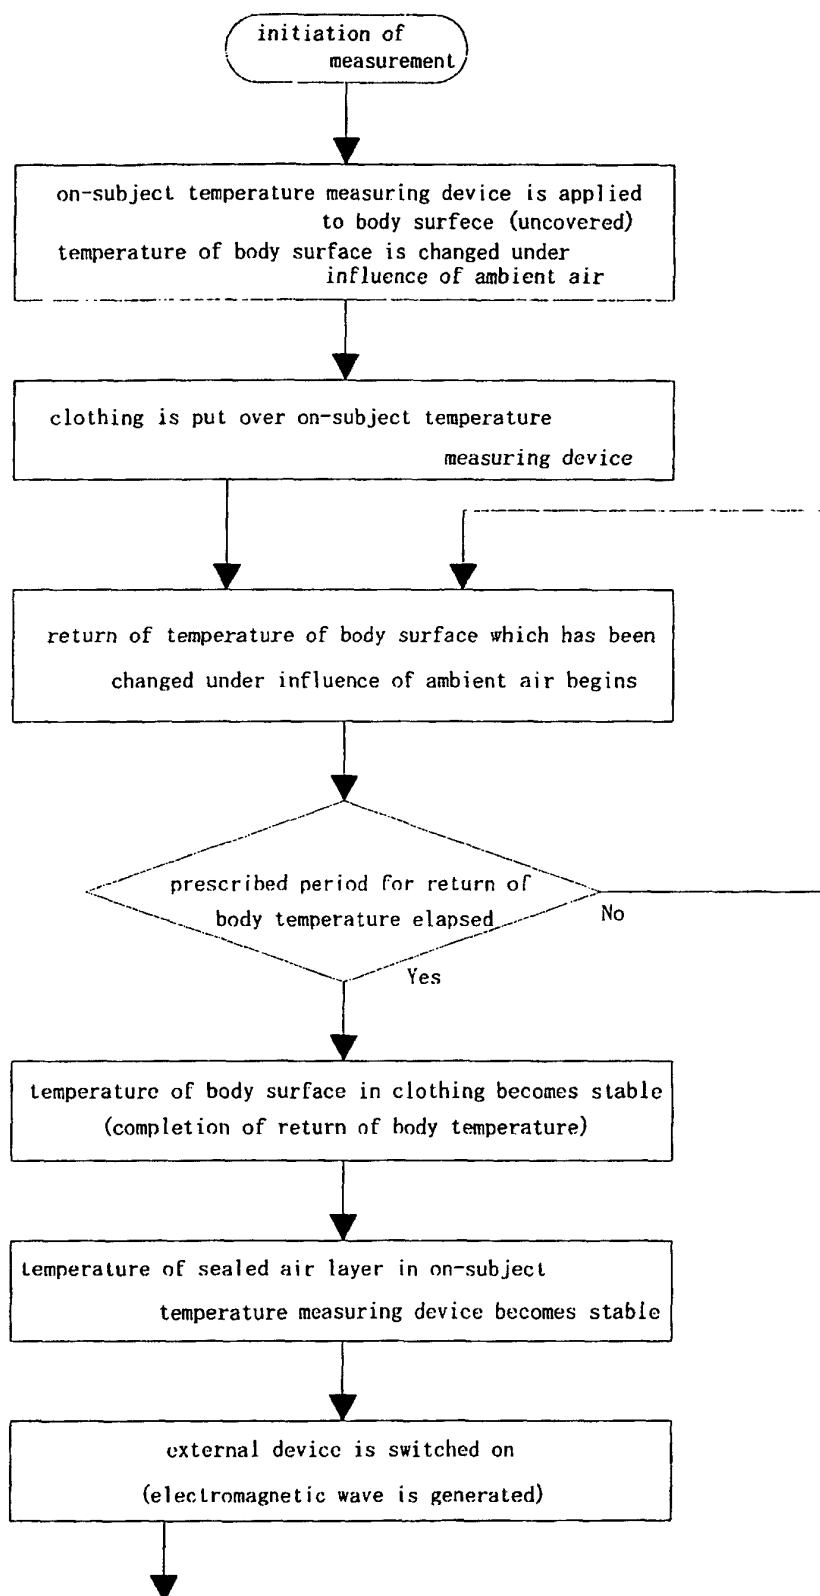 initiation of
measurement
on-subject temperature measuring device is applied
to body surfece (uncovered)
temperature of body surface is changed under
influence of ambient air
clothing is put over on-subject temperature
measuring device
return of temperature of body surface which has been
changed under influence of ambient air begins
prescribed period for return of
body temperature elapsed
No
Yes
temperature of body surface in clothing becomes stable
(completion of return of body temperature)
temperature of sealed air layer in on-subject
temperature measuring device becomes stable
external device is switched on
(electromagnetic wave is generated)